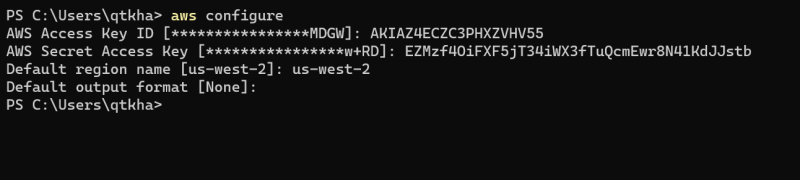 PS C:\Users\qtkha> aws configure
AWS Access Key ID [****************MDGW]: AKIAZ4ECZC3PHXZVHV55
AWS Secret Access Key [****************w+RD]: 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
Default region name [us-west-2]: us-west-2
Default output format [None]:
PS C:\Users\qtkha>